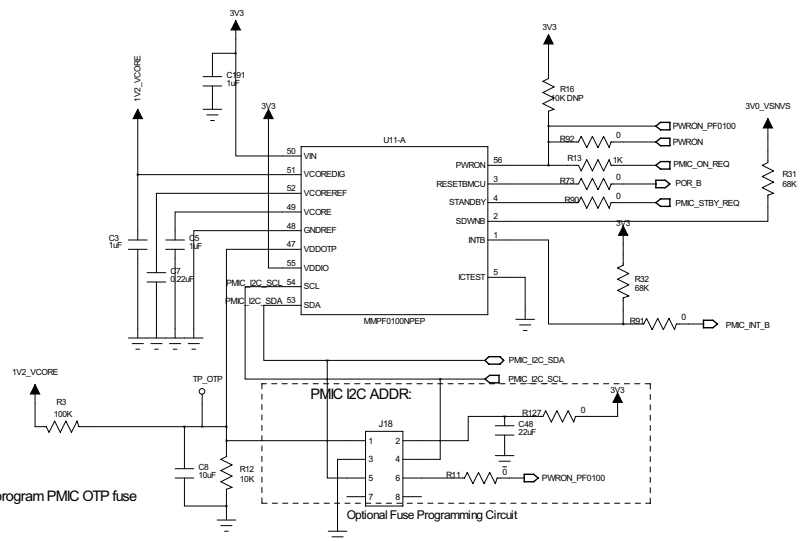 3V3
3V3
C191
1uF
1V2_VCORE
3V3
R16
10K DNP
3V0_VSNVS
U11-A
PWRON_PF0100
R92
0
PWRON
50
VIN
PWRON
56
R13
1K
PMIC_ON_REQ
51
VCOREDIG
RESETBMCU
3
R73
0
POR_B
R31
68K
52
VCOREREF
STANDBY
4
R90
0
PMIC_STBY_REQ
49
VCORE
SDWNB
2
48
GNDREF
3V3
C3
1uF
C5
1uF
47
VDDOTP
INTB
1
C7
0.22uF
55
VDDIO
R32
68K
PMIC_I2C_SCL
54
SCL
ICTEST
5
PMIC_I2C_SDA
53
SDA
MMPF0100NPEP
R91
0
PMIC_INT_B
PMIC_I2C_SDA
1V2_VCORE
TP_OTP
PMIC_I2C_SCL
PMIC I2C ADDR:
3V3
R3
100K
J18
R127
0
C48
22uF
1
2
3
4
5
6
7
8
C8
10uF
R12
10K
R11
0
PWRON_PF0100
program PMIC OTP fuse
Optional Fuse Programming Circuit